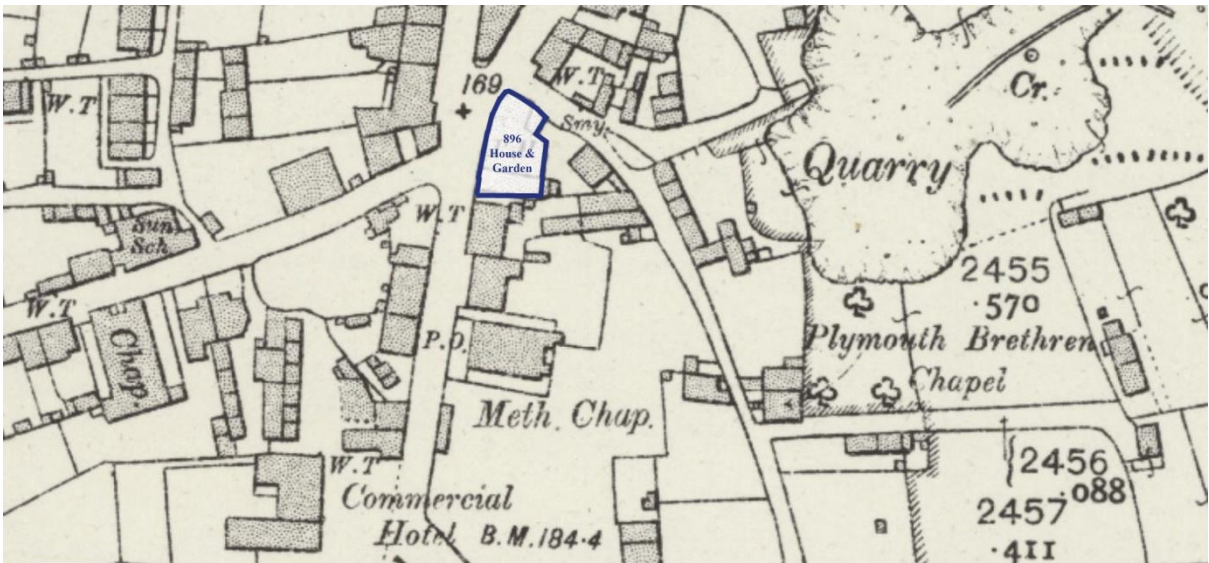 W.T
169
W.T
Cr.
896
House &
Garden
Smy.
Quarry
W.T
Sun.
Sch.
2455
·570
W.T
Chap.
P.O.
Plymouth Brethren
Chapel
Meth. Chap.
W.T
Commercial
Hotel B.M.184·4
2456
·088
2457
·411